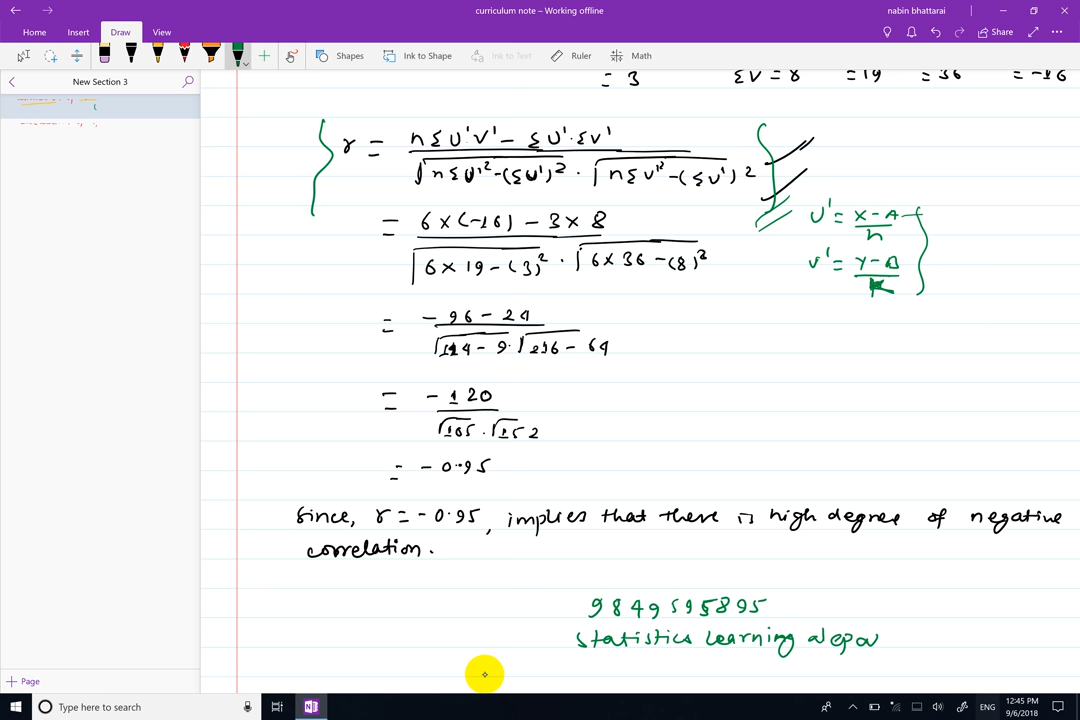 curriculum note – Working offline
nabin bhattarai
Home Insert Draw View
Share
Ink to Shape
Shapes
Ink to Text
Ruler
Math
New Section 3
= 3 ΣV = 8 = 19 = 36 = -16
r = nΣU'V' - ΣU'·ΣV' / √nΣU'² - (ΣU')² · √nΣV'² - (ΣV')²
U' = X - A / h
= 6 × (-16) - 3 × 8 / √6 × 19 - (3)² · √6 × 36 - (8)²
V' = Y - B / K
= -96 - 24 / √114 - 9 · √216 - 64
= -120 / √105 · √152
= -0.95
Since, r = -0.95, implies that there is high degree of negative
correlation.
9849595895
Statistics Learning
Page
Type here to search
ENG
12:45 PM
9/6/2018